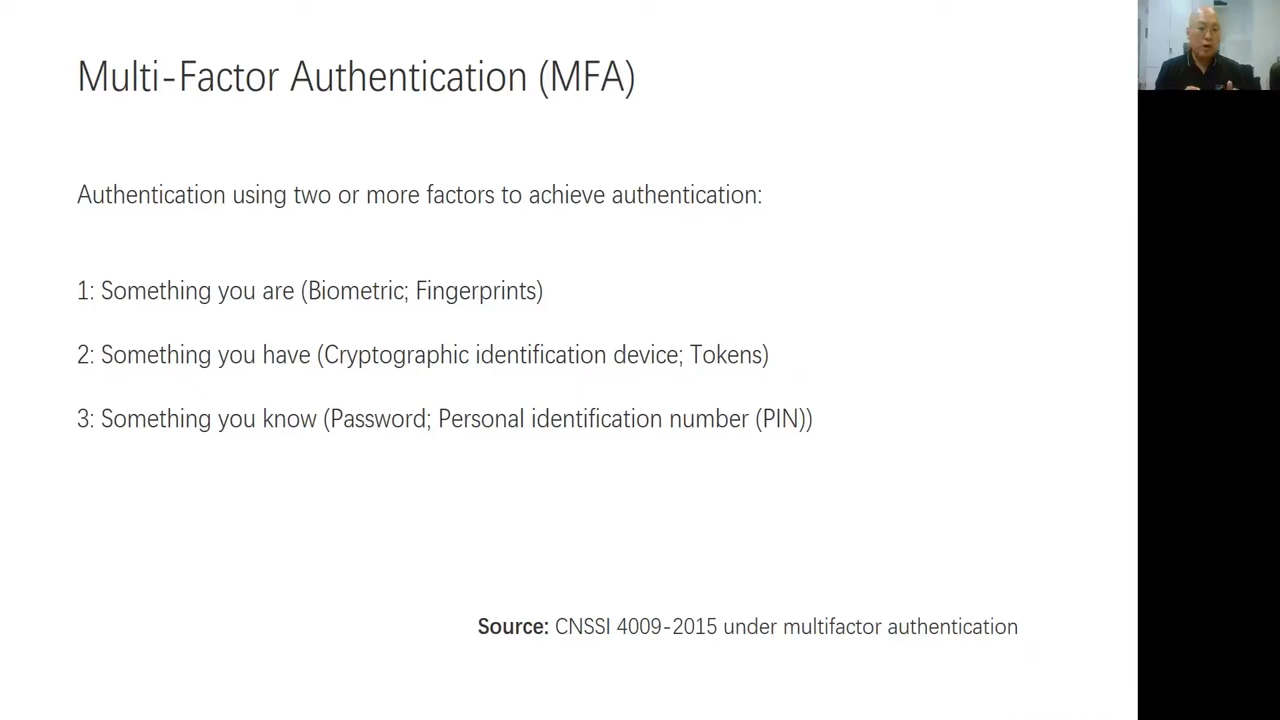 Multi-Factor Authentication (MFA)
Authentication using two or more factors to achieve authentication:
1: Something you are (Biometric; Fingerprints)
2: Something you have (Cryptographic identification device; Tokens)
3: Something you know (Password; Personal identification number (PIN))
Source: CNSSI 4009-2015 under multifactor authentication